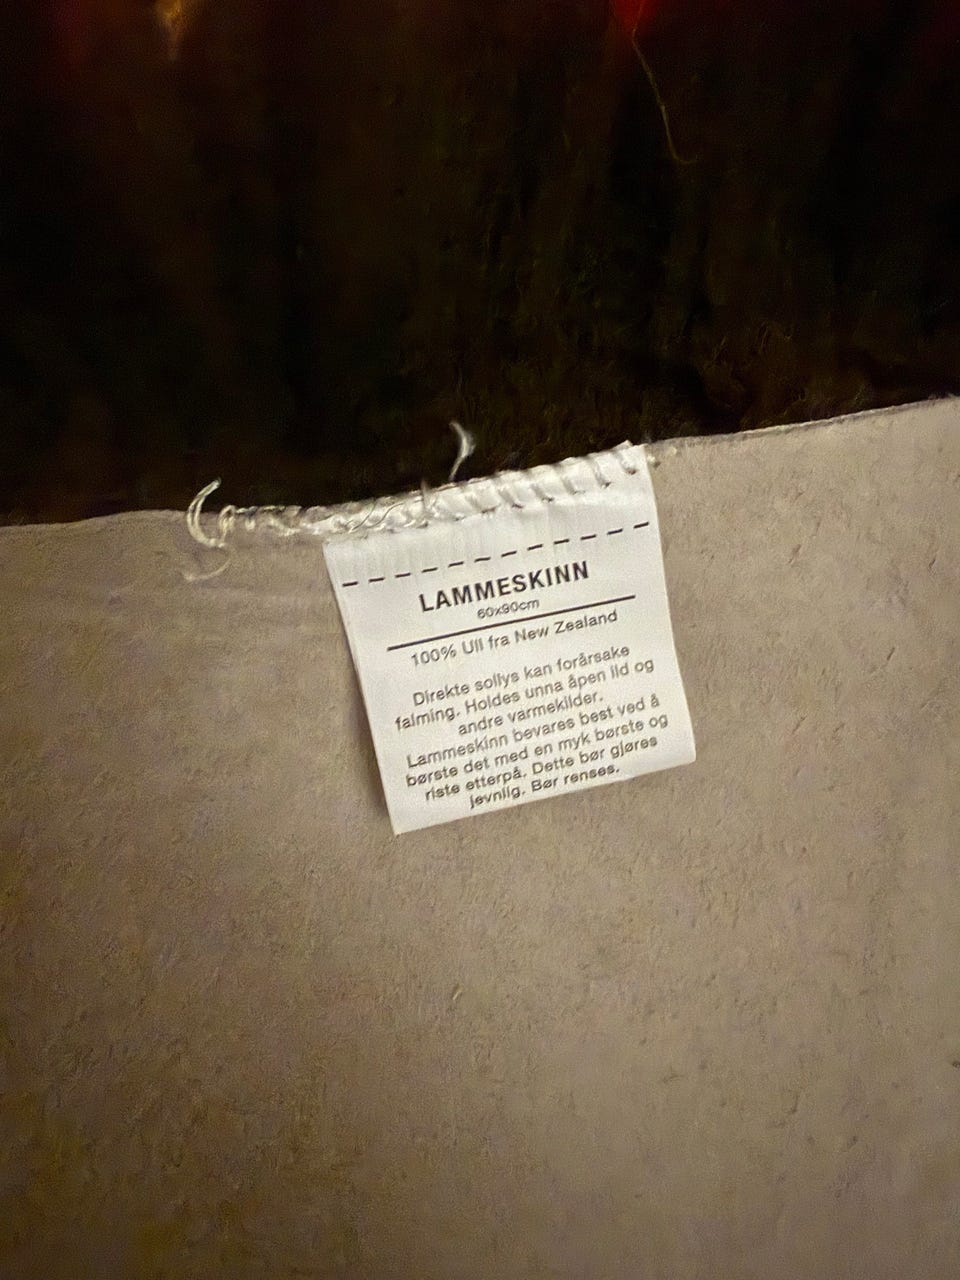 LAMMESKINN
60x90cm
100% Ull fra New Zealand
Direkte sollys kan forårsake
falming. Holdes unna åpen ild og
andre varmekilder.
Lammeskinn bevares best ved å
børste det med en myk børste og
riste etterpå. Dette bør gjøres
jevnlig. Bør renses.